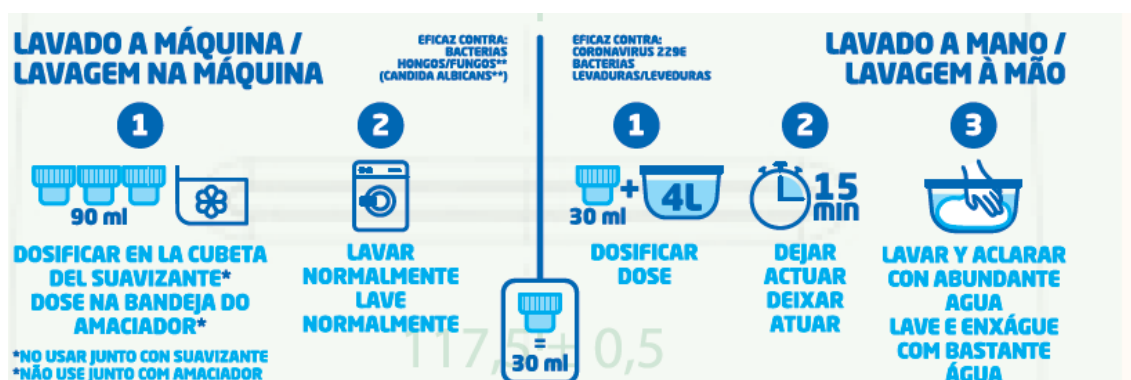 LAVADO A MÁQUINA /
LAVAGEM NA MÁQUINA
EFICAZ CONTRA:
BACTERIAS
HONGOS/FUNGOS**
(CANDIDA ALBICANS**)
1
90 ml
DOSIFICAR EN LA CUBETA
DEL SUAVIZANTE*
DOSE NA BANDEJA DO
AMACIADOR*
*NO USAR JUNTO CON SUAVIZANTE
*NÃO USE JUNTO COM AMACIADOR
2
LAVAR
NORMALMENTE
LAVE
NORMALMENTE
=
30 ml
117,5 ± 0,5
EFICAZ CONTRA:
CORONAVIRUS 229E
BACTERIAS
LEVADURAS/LEVEDURAS
LAVADO A MANO /
LAVAGEM À MÃO
1
+
4L
30 ml
DOSIFICAR
DOSE
2
15
min
DEJAR
ACTUAR
DEIXAR
ATUAR
3
LAVAR Y ACLARAR
CON ABUNDANTE
AGUA
LAVE E ENXÁGUE
COM BASTANTE
ÁGUA